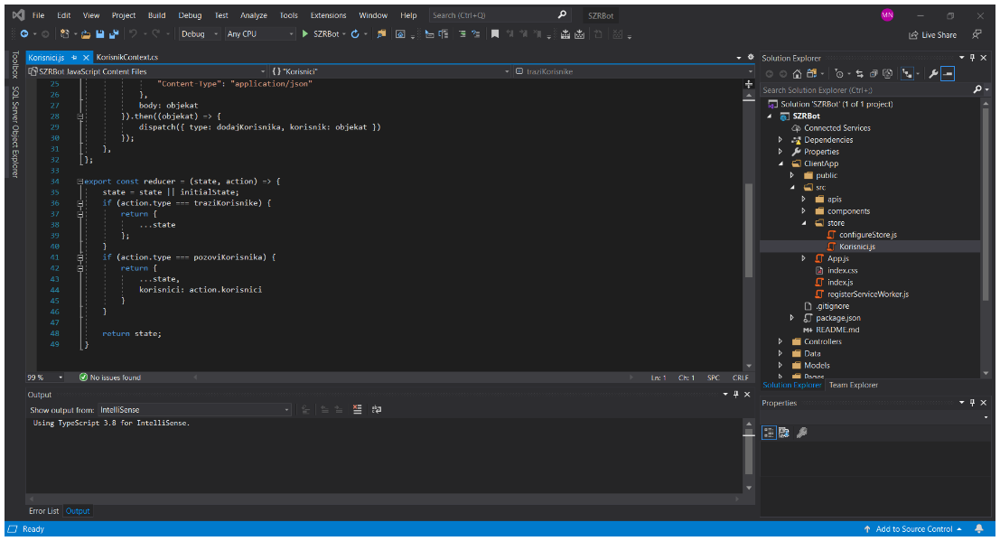 File Edit View Project Build Debug Test Analyze Tools Extensions Window Help Search (Ctrl+Q) SZRBot MN
Debug Any CPU SZRBot Live Share
Toolbox
SQL Server Object Explorer
Korisnici.js KorisnikContext.cs
SZRBot JavaScript Content Files {} "Korisnici" traziKorisnike
25 "Content-Type": "application/json"
26 },
27 body: objekat
28 }).then((objekat) => {
29 dispatch({ type: dodajKorisnika, korisnik: objekat })
30 });
31 },
32 };
33
34 export const reducer = (state, action) => {
35 state = state || initialState;
36 if (action.type === traziKorisnike) {
37 return {
38 ...state
39 };
40 }
41 if (action.type === pozoviKorisnika) {
42 return {
43 ...state,
44 korisnici: action.korisnici
45 }
46 }
47
48 return state;
49 }
99 % No issues found Ln: 1 Ch: 1 SPC CRLF
Output
Show output from: IntelliSense
Using TypeScript 3.8 for IntelliSense.
Error List Output
Solution Explorer
Search Solution Explorer (Ctrl+;)
Solution 'SZRBot' (1 of 1 project)
SZRBot
Connected Services
Dependencies
Properties
ClientApp
public
src
apis
components
store
configureStore.js
Korisnici.js
App.js
index.css
index.js
registerServiceWorker.js
.gitignore
package.json
README.md
Controllers
Data
Models
Pages
Solution Explorer Team Explorer
Properties
Ready Add to Source Control